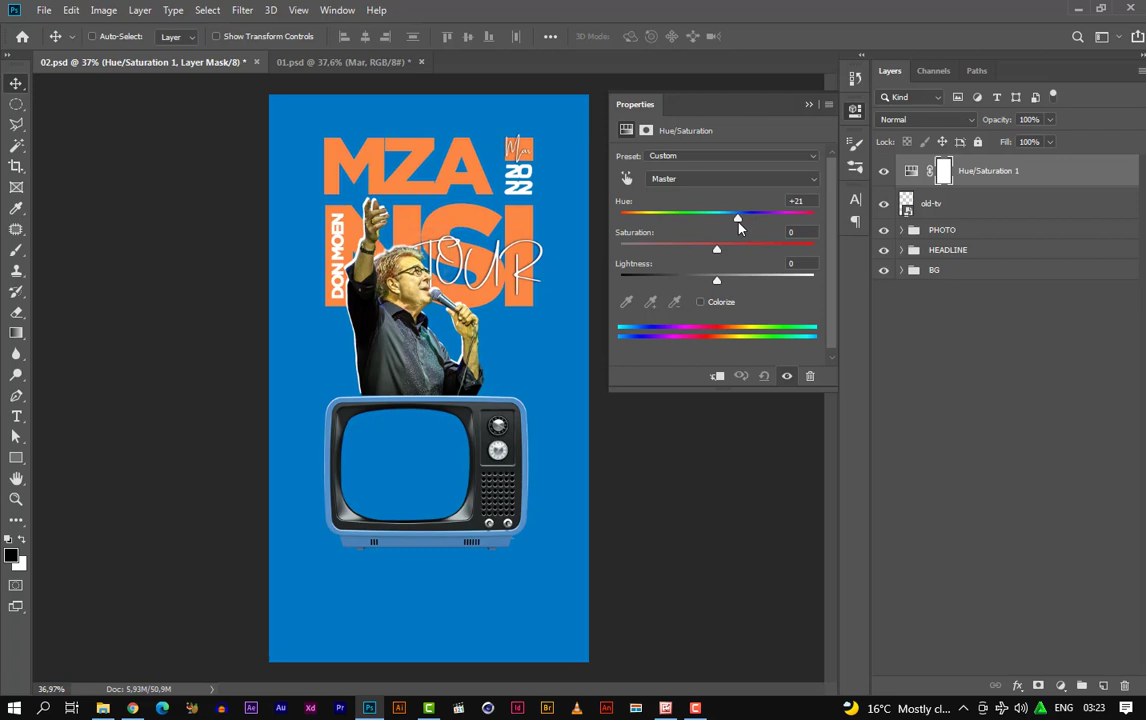 File Edit Image Layer Type Select Filter 3D View Window Help
Auto-Select: Layer Show Transform Controls 3D Mode:
02.psd @ 37% (Hue/Saturation 1, Layer Mask/8) * 01.psd @ 37,6% (Mar, RGB/8#) *
Properties
Hue/Saturation
Preset: Custom
Master
Hue: +21
Saturation: 0
Lightness: 0
Colorize
Layers Channels Paths
Kind
Normal Opacity: 100%
Lock: Fill: 100%
Hue/Saturation 1
old-tv
PHOTO
HEADLINE
BG
MZA
Mar
NSI
TOUR
DON MOEN
36,97% Doc: 5,93M/50,9M
16°C Mostly cl... ENG 03:23